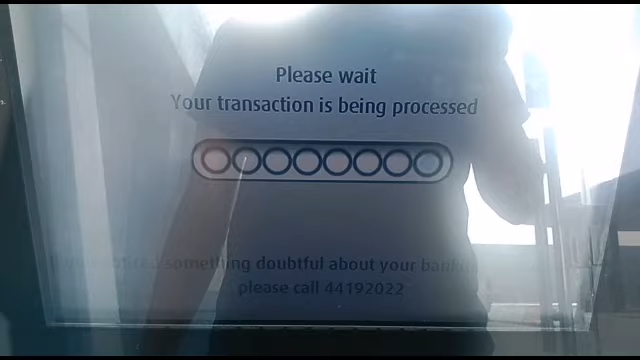 Please wait
Your transaction is being processed
something doubtful about your
please call 44192022